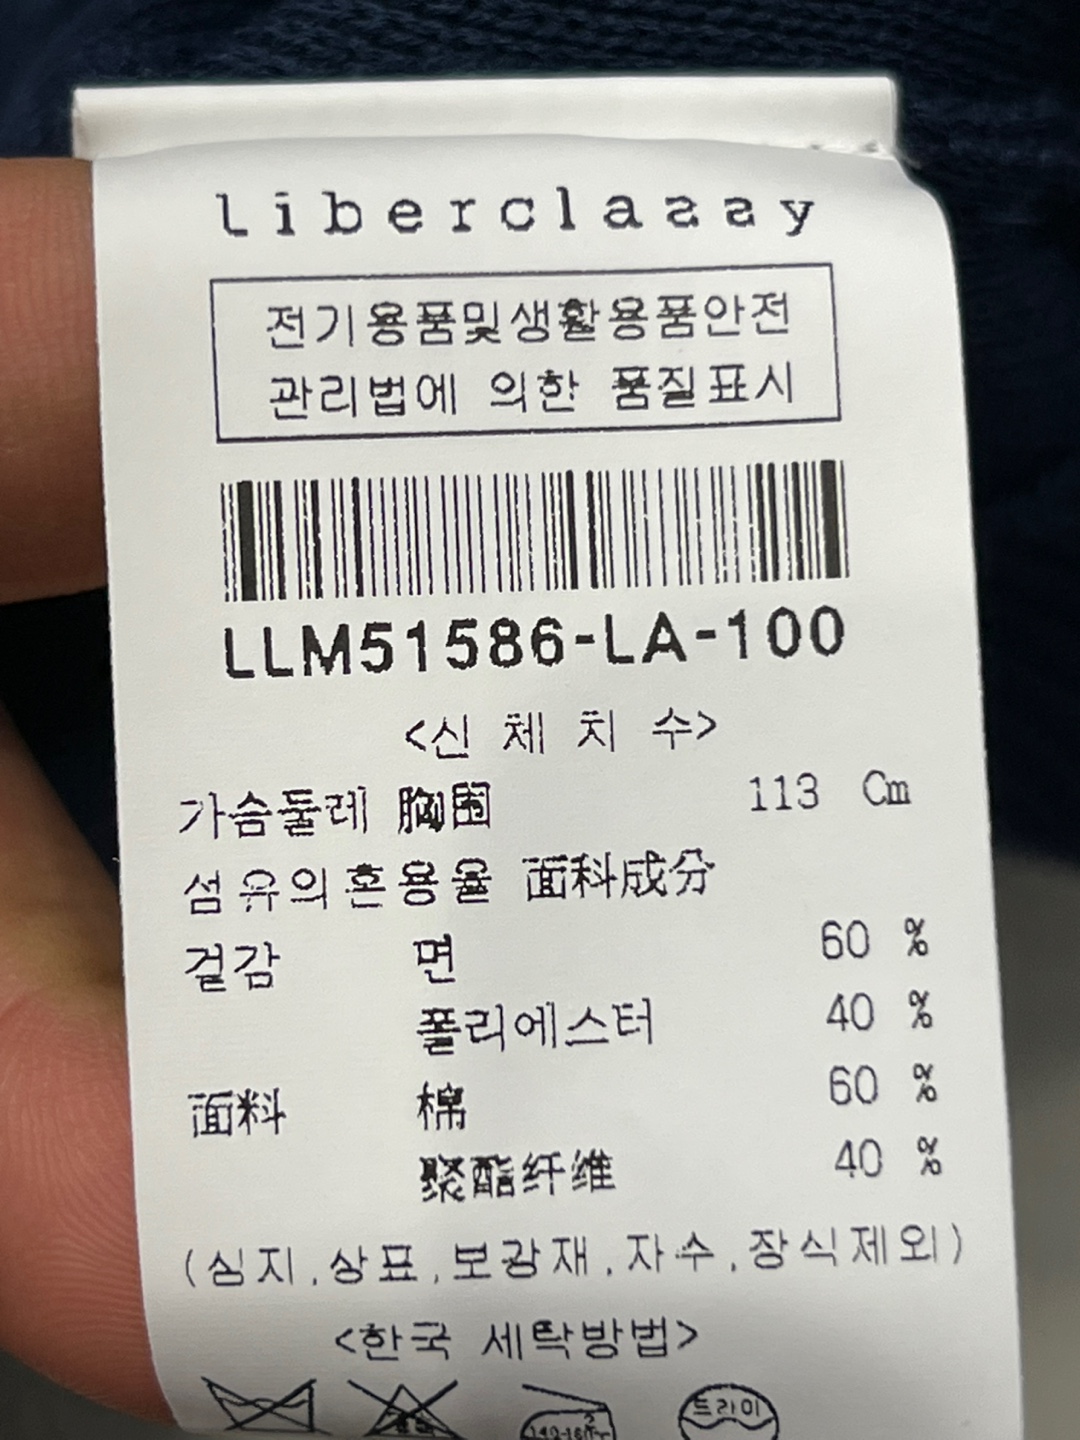 Liberclassy
전기용품및생활용품안전
관리법에 의한 품질표시
LLM51586-LA-100
<신 체 치 수>
가슴둘레 胸围 113 Cm
섬유의혼용율 面料成分
겉감 면 60 %
폴리에스터 40 %
面料 棉 60 %
聚酯纤维 40 %
(심지,상표,보강재,자수,장식제외)
<한국 세탁방법>
드라이